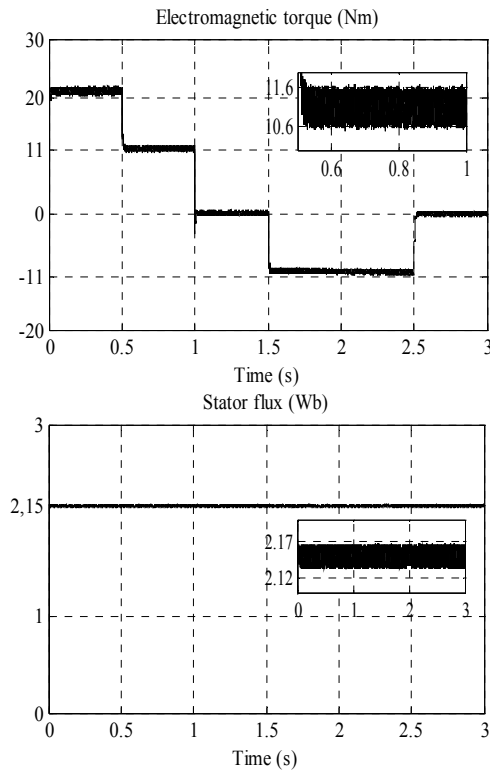 Electromagnetic torque (Nm)
30
20
11
0
-11
-20
11.6
10.6
0.6 0.8 1
0 0.5 1 1.5 2 2.5 3
Time (s)
Stator flux (Wb)
3
2,15
1
0
2.17
2.12
0 1 2 3
0 0.5 1 1.5 2 2.5 3
Time (s)